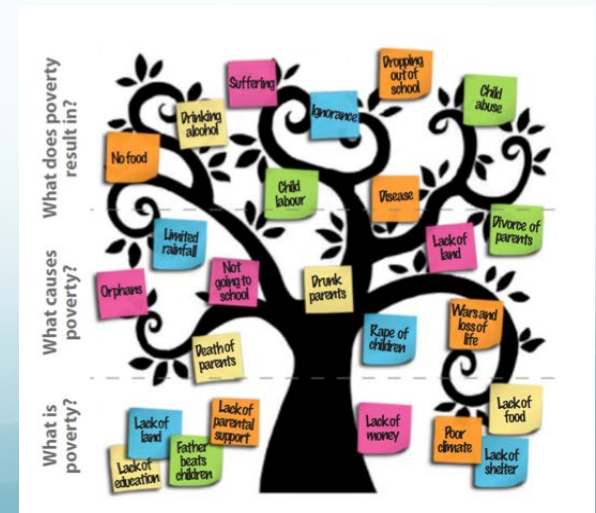 What does poverty
result in?
Suffering
Dropping
out of
school
Child
abuse
Drinking
alcohol
Ignorance
No food
Child
labour
Disease
What causes
poverty?
Limited
rainfall
Lack of
land
Divorce of
parents
Orphans
Not
going to
school
Drunk
parents
Wars and
loss of
life
Rape of
children
Death of
parents
What is
poverty?
Lack of
land
Lack of
parental
support
Lack of
education
Father
beats
children
Lack of
money
Poor
climate
Lack of
food
Lack of
shelter